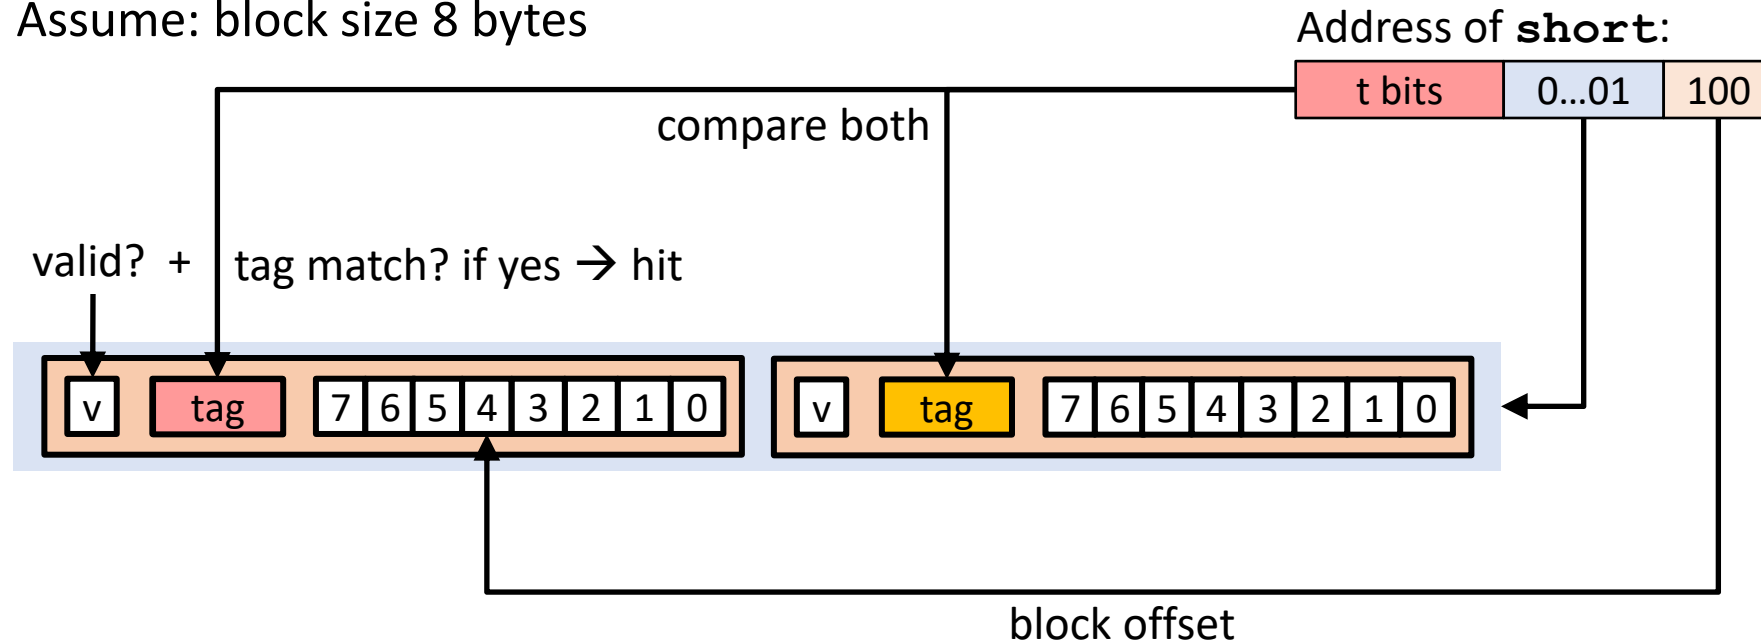 Assume: block size 8 bytes
Address of short:
t bits 0...01 100
compare both
valid? + tag match? if yes → hit
v tag 7 6 5 4 3 2 1 0 v tag 7 6 5 4 3 2 1 0
block offset